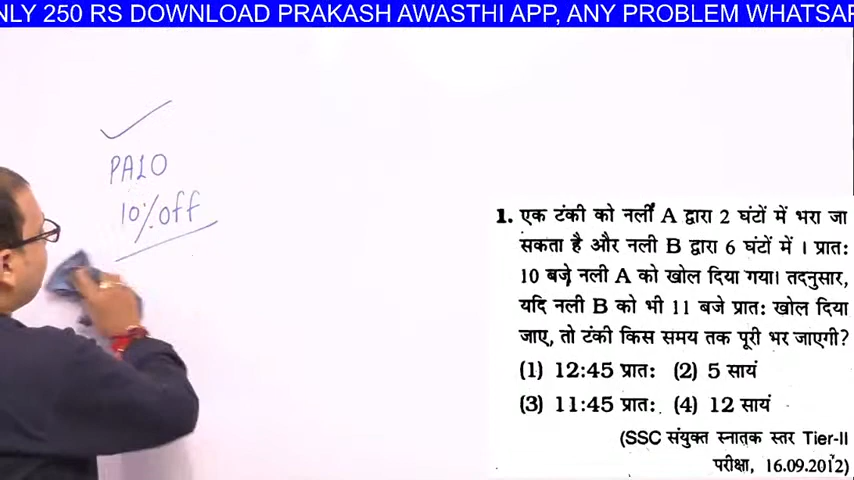 NLY 250 RS DOWNLOAD PRAKASH AWASTHI APP, ANY PROBLEM WHATSAP
PA10
10% off
1. एक टंकी को नली A द्वारा 2 घंटों में भरा जा
सकता है और नली B द्वारा 6 घंटों में । प्रात:
10 बजे नली A को खोल दिया गया। तद्नुसार,
यदि नली B को भी 11 बजे प्रात: खोल दिया
जाए, तो टंकी किस समय तक पूरी भर जाएगी?
(1) 12:45 प्रात: (2) 5 सायं
(3) 11:45 प्रात: (4) 12 सायं
(SSC संयुक्त स्नातक स्तर Tier-II
परीक्षा, 16.09.2012)